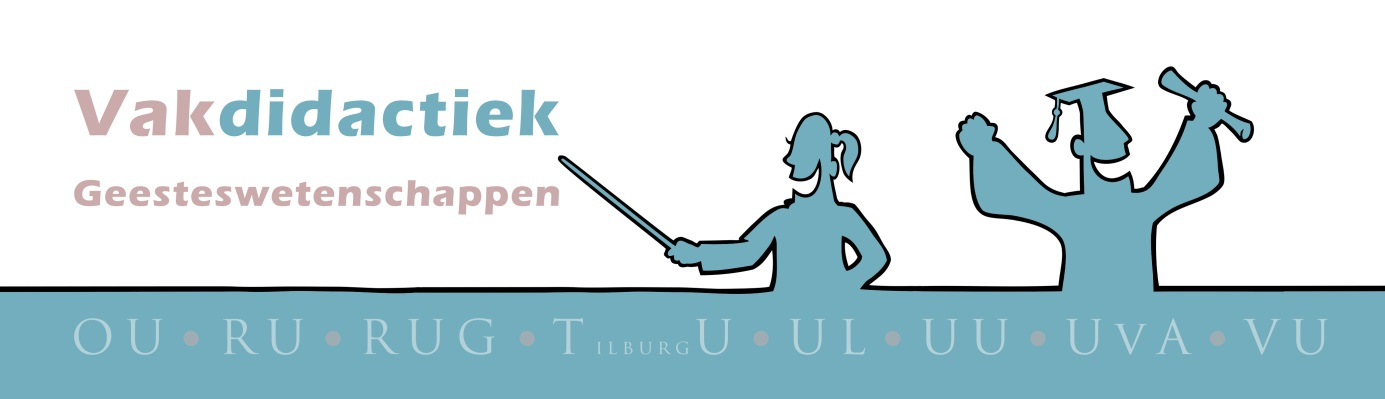 Vakdidactiek
Geesteswetenschappen
OU • RU • RUG • TILBURGU • UL • UU • UvA • VU